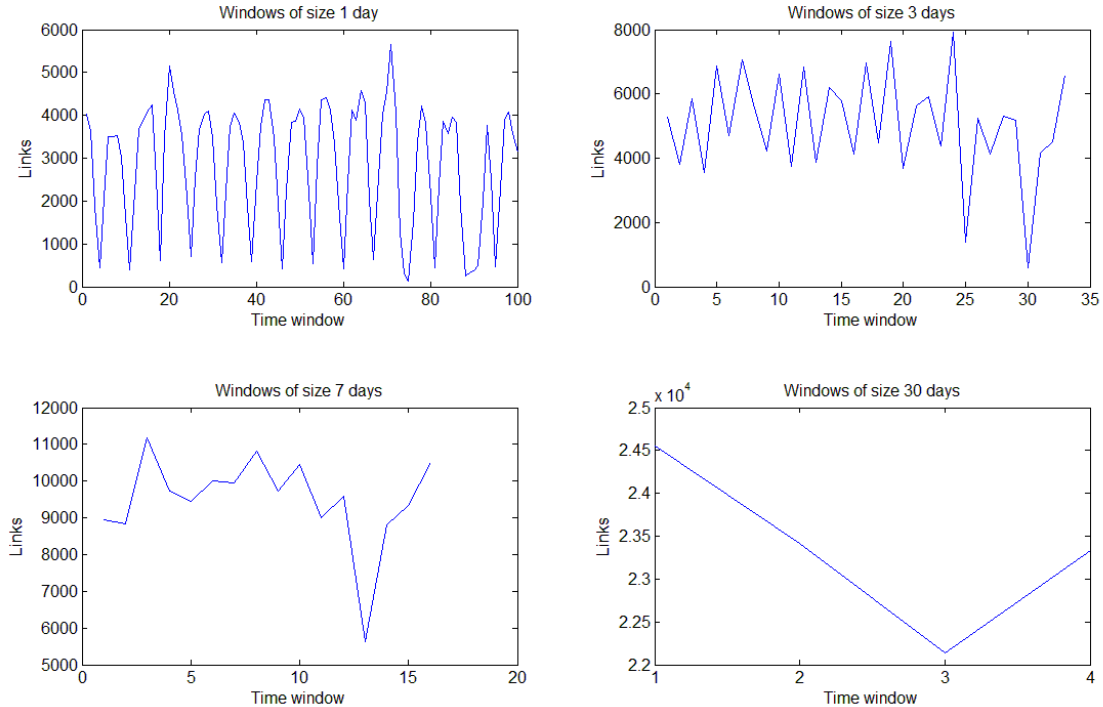 Windows of size 1 day
6000
5000
4000
3000
2000
1000
0
Links
0 20 40 60 80 100
Time window
Windows of size 3 days
8000
6000
4000
2000
0
Links
0 5 10 15 20 25 30 35
Time window
Windows of size 7 days
12000
11000
10000
9000
8000
7000
6000
5000
Links
0 5 10 15 20
Time window
Windows of size 30 days
x 10^4
2.5
2.45
2.4
2.35
2.3
2.25
2.2
Links
1 2 3 4
Time window